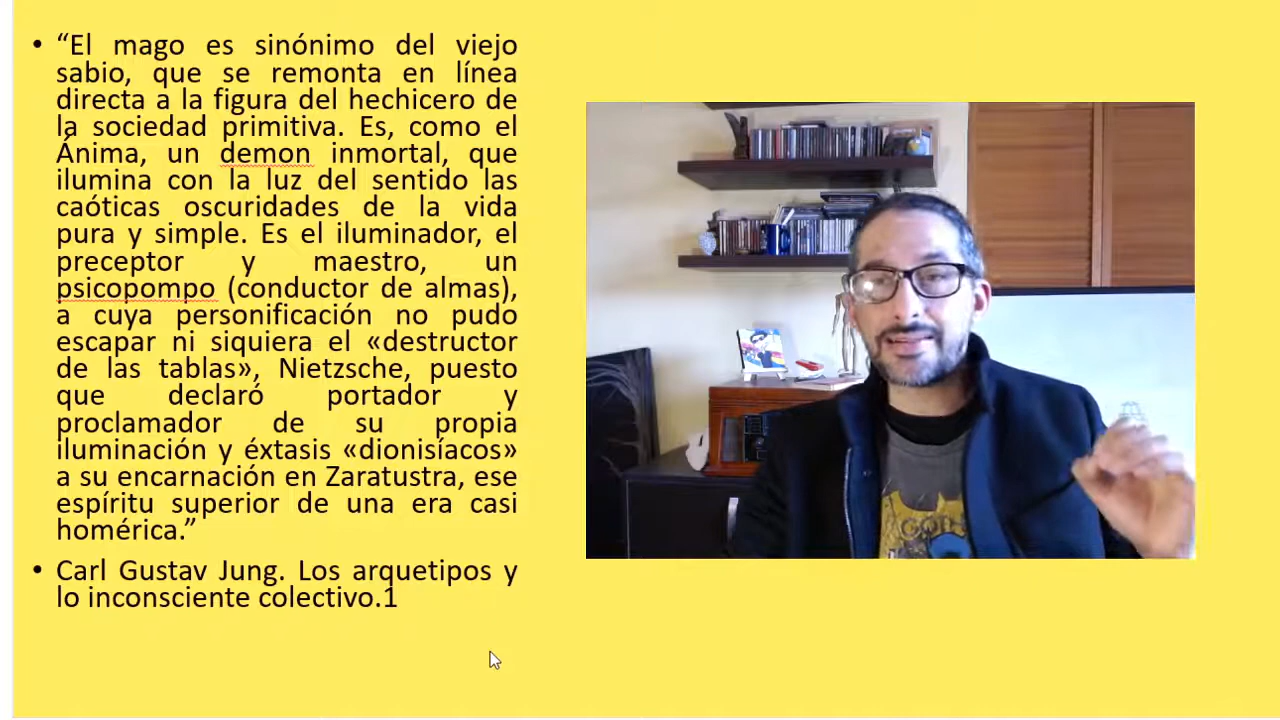 • “El mago es sinónimo del viejo
sabio, que se remonta en línea
directa a la figura del hechicero de
la sociedad primitiva. Es, como el
Ánima, un demon inmortal, que
ilumina con la luz del sentido las
caóticas oscuridades de la vida
pura y simple. Es el iluminador, el
preceptor y maestro, un
psicopompo (conductor de almas),
a cuya personificación no pudo
escapar ni siquiera el «destructor
de las tablas», Nietzsche, puesto
que declaró portador y
proclamador de su propia
iluminación y éxtasis «dionisíacos»
a su encarnación en Zaratustra, ese
espíritu superior de una era casi
homérica.”
• Carl Gustav Jung. Los arquetipos y
lo inconsciente colectivo.1